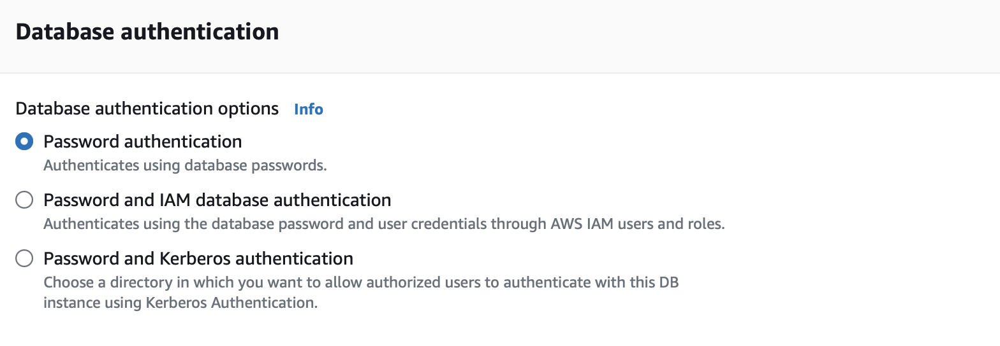 Database authentication
Database authentication options Info
Password authentication
Authenticates using database passwords.
Password and IAM database authentication
Authenticates using the database password and user credentials through AWS IAM users and roles.
Password and Kerberos authentication
Choose a directory in which you want to allow authorized users to authenticate with this DB
instance using Kerberos Authentication.